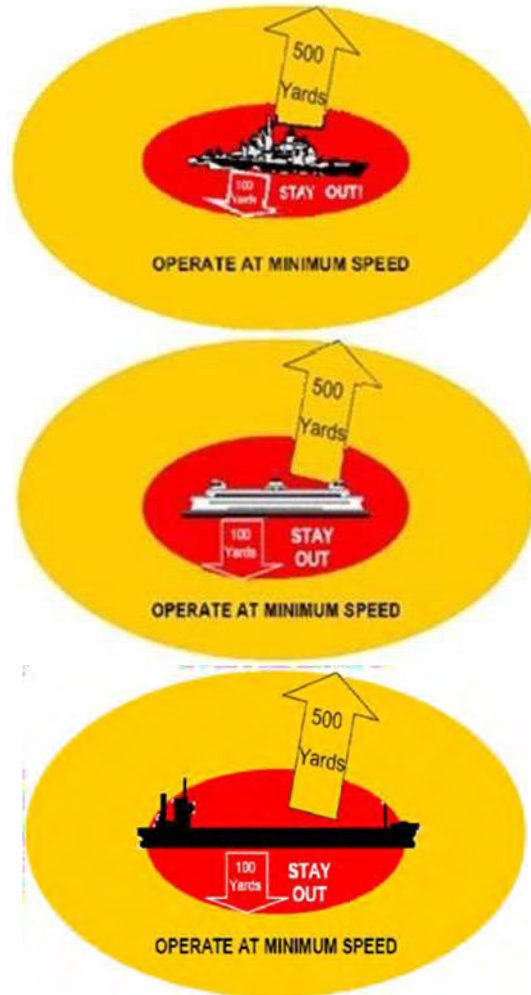 500
Yards
100
Yards
STAY OUT!
OPERATE AT MINIMUM SPEED
500
Yards
100
Yards
STAY
OUT
OPERATE AT MINIMUM SPEED
500
Yards
100
Yards
STAY
OUT
OPERATE AT MINIMUM SPEED